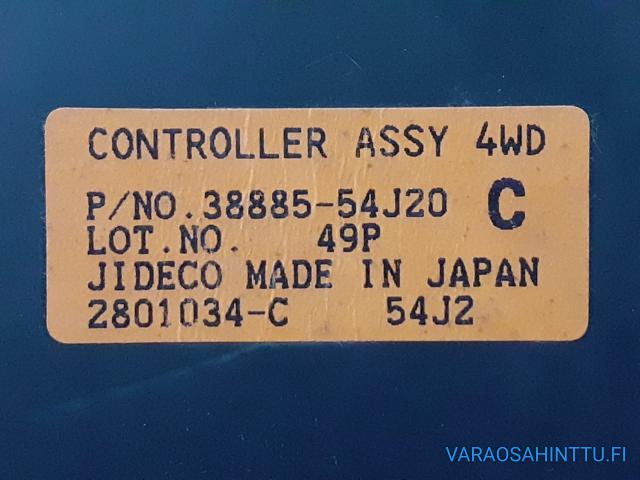 CONTROLLER ASSY 4WD
P/NO.38885-54J20 C
LOT.NO. 49P
JIDECO MADE IN JAPAN
2801034-C 54J2
VARAOSAHINTTU.FI